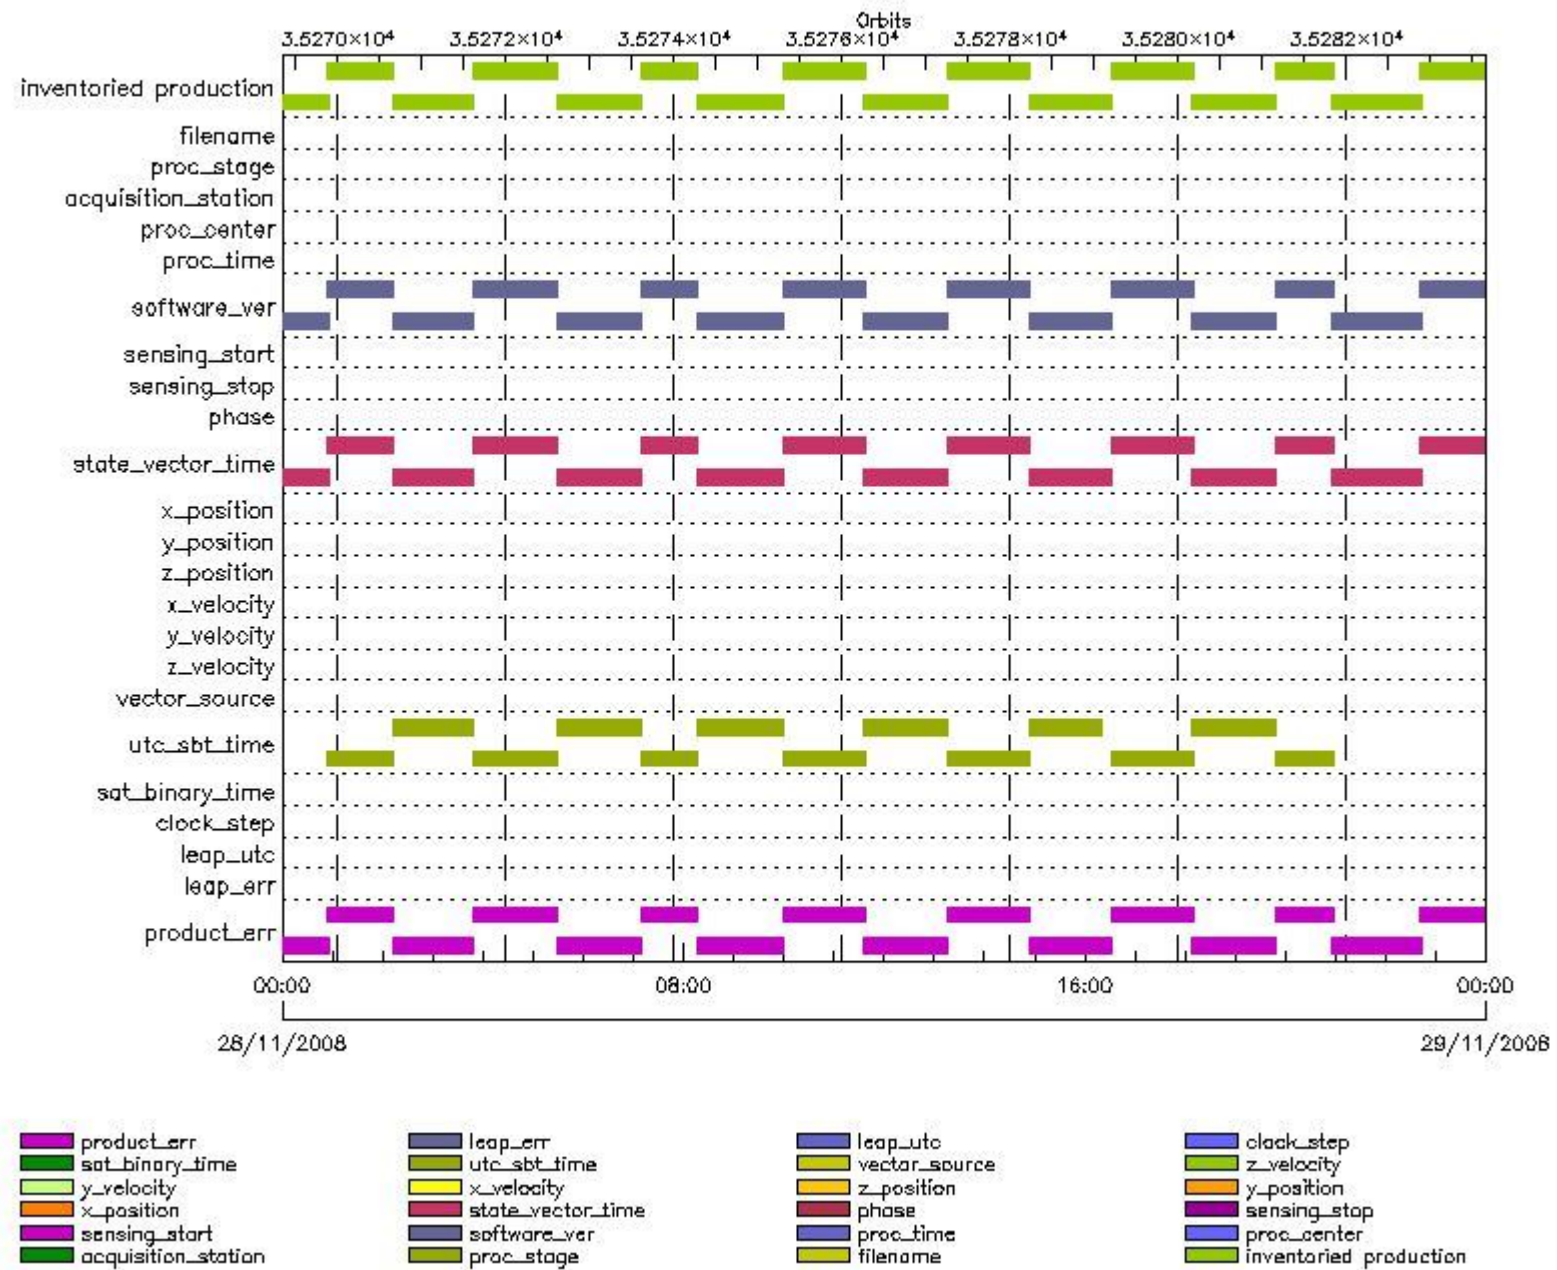 Orbits
3.5270×10⁴ 3.5272×10⁴ 3.5274×10⁴ 3.5276×10⁴ 3.5278×10⁴ 3.5280×10⁴ 3.5282×10⁴
inventoried production
filename
proc_stage
acquisition_station
proc_center
proc_time
software_ver
sensing_start
sensing_stop
phase
state_vector_time
x_position
y_position
z_position
x_velocity
y_velocity
z_velocity
vector_source
utc_sbt_time
sat_binary_time
clock_step
leap_utc
leap_err
product_err
00:00 08:00 16:00 00:00
28/11/2008 29/11/2008
product_err leap_err leap_utc clock_step
sat_binary_time utc_sbt_time vector_source z_velocity
y_velocity x_velocity z_position y_position
x_position state_vector_time phase sensing_stop
sensing_start software_ver proc_time proc_center
acquisition_station proc_stage filename inventoried production